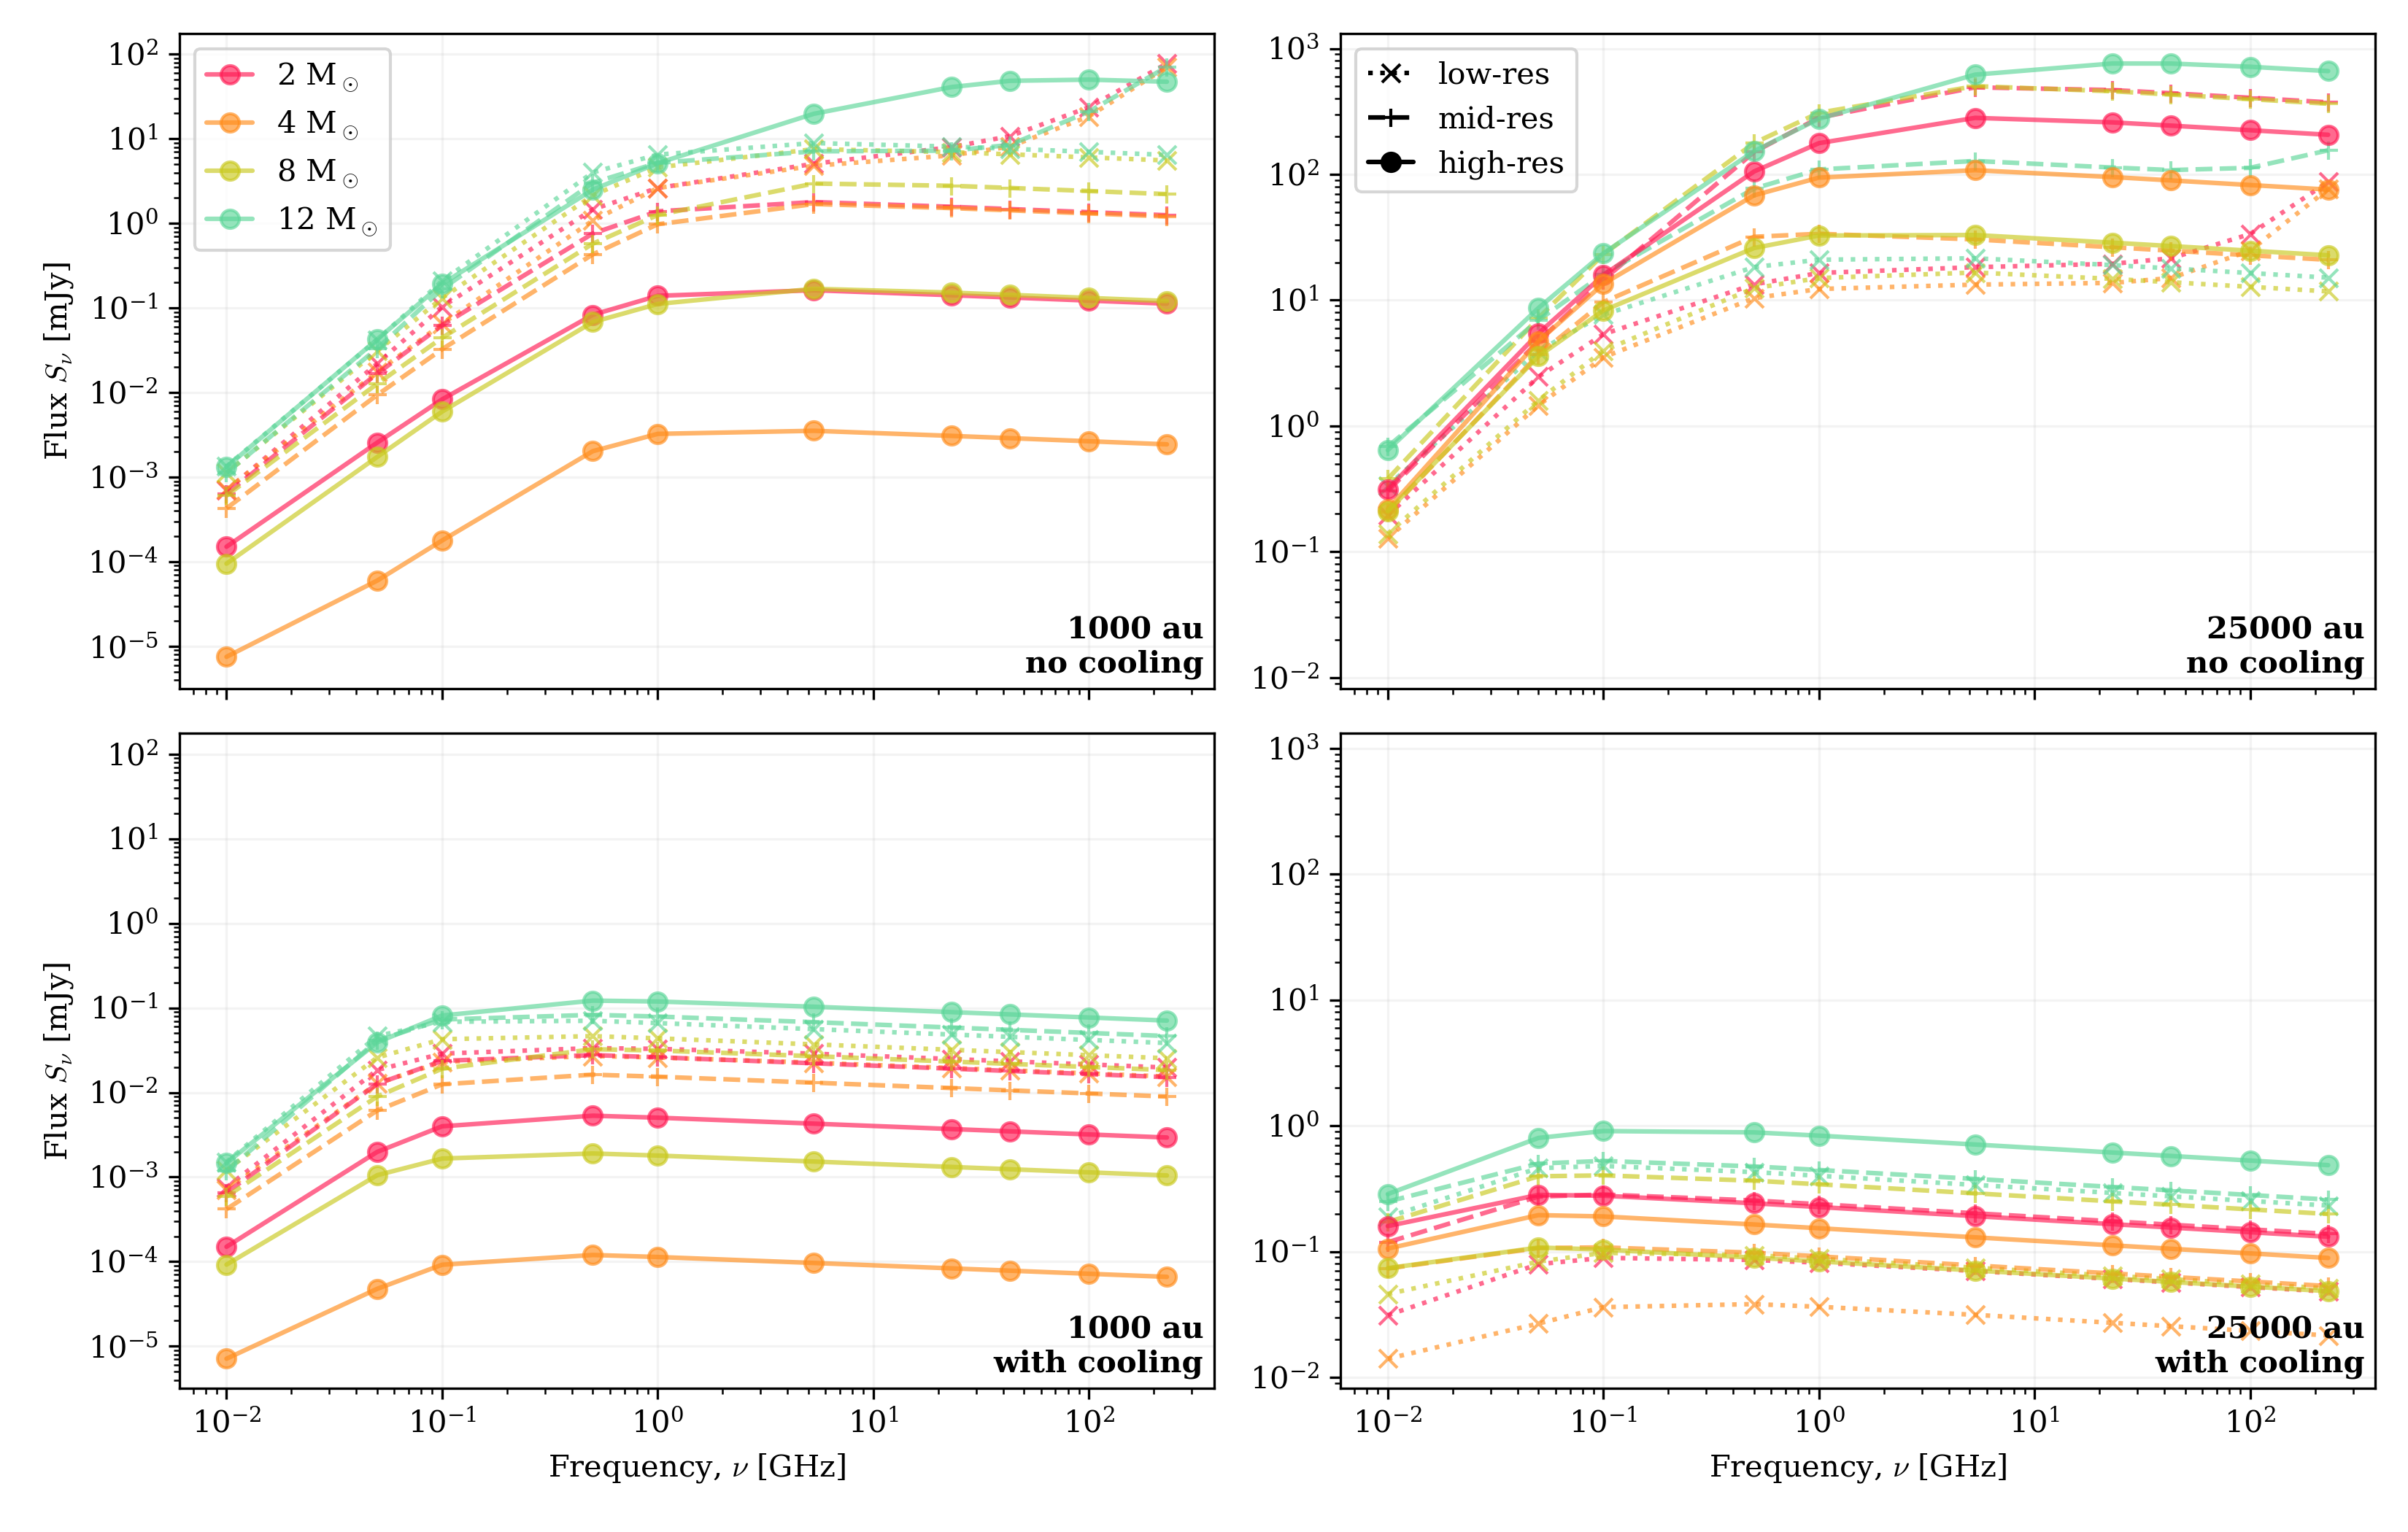 10²
10¹
10⁰
10⁻¹
10⁻²
10⁻³
10⁻⁴
10⁻⁵
Flux Sᵥ [mJy]
2 M⊙
4 M⊙
8 M⊙
12 M⊙
1000 au
no cooling
10³
10²
10¹
10⁰
10⁻¹
10⁻²
low-res
mid-res
high-res
25000 au
no cooling
10²
10¹
10⁰
10⁻¹
10⁻²
10⁻³
10⁻⁴
10⁻⁵
Flux Sᵥ [mJy]
1000 au
with cooling
10⁻² 10⁻¹ 10⁰ 10¹ 10²
Frequency, ν [GHz]
10³
10²
10¹
10⁰
10⁻¹
10⁻²
25000 au
with cooling
10⁻² 10⁻¹ 10⁰ 10¹ 10²
Frequency, ν [GHz]